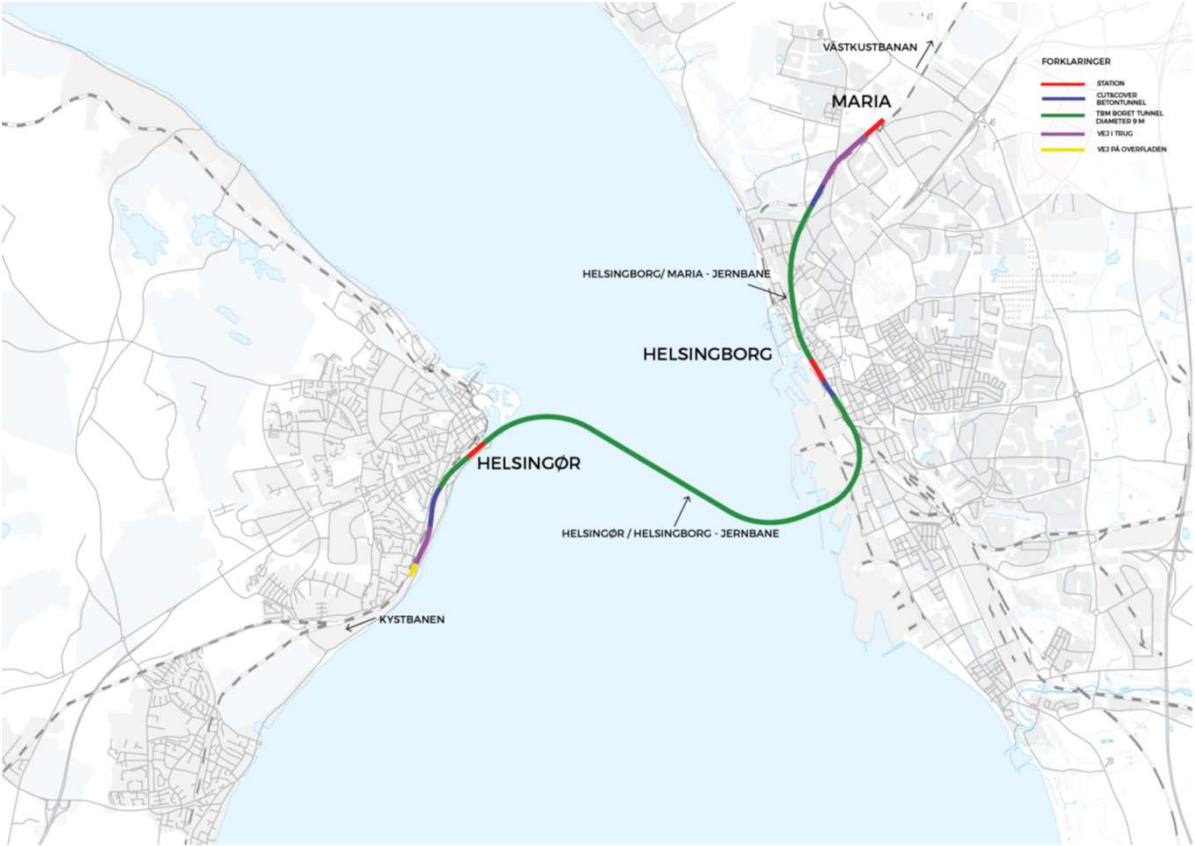 VÄSTKUSTBANAN
MARIA
FORKLARINGER
STATION
CUT&COVER
BETONTUNNEL
TBM BORET TUNNEL
DIAMETER 9 M
VEJ I TRUG
VEJ PÅ OVERFLADEN
HELSINGBORG/ MARIA - JERNBANE
HELSINGBORG
HELSINGØR
HELSINGØR / HELSINGBORG - JERNBANE
KYSTBANEN